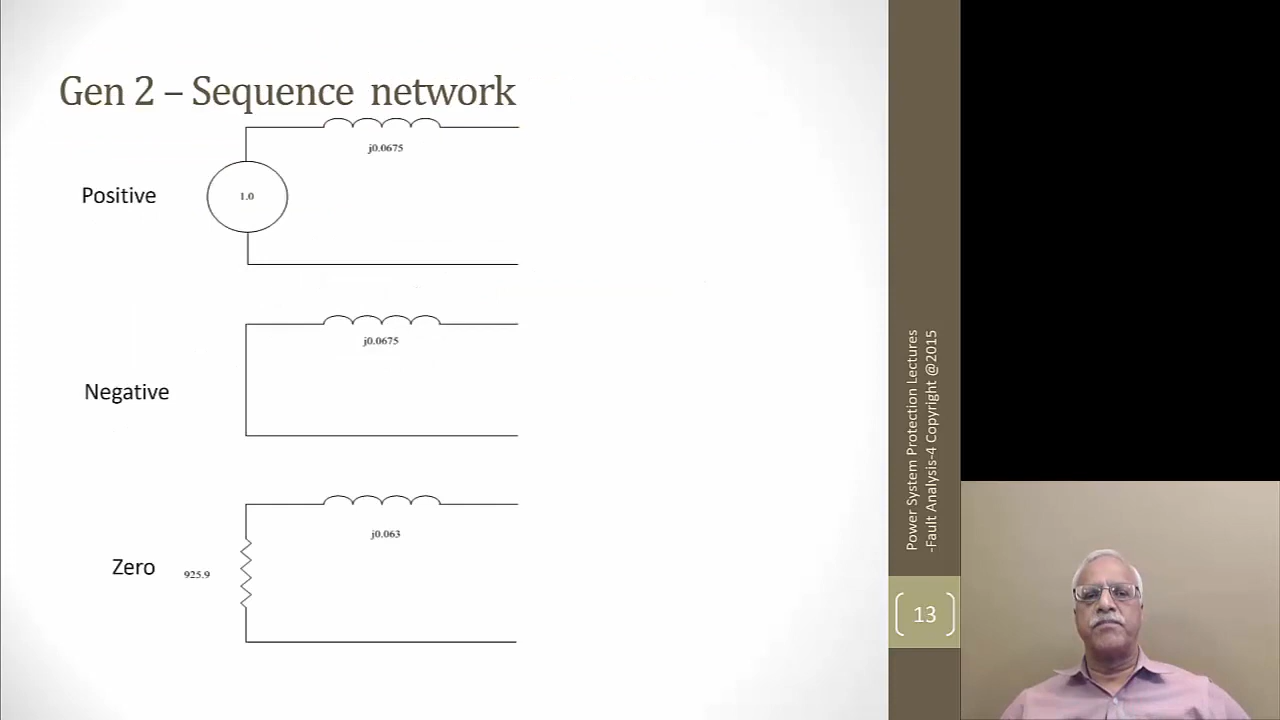 Gen 2 – Sequence network
j0.0675
Positive
1.0
j0.0675
Negative
j0.063
Zero
925.9
Power System Protection Lectures
-Fault Analysis-4 Copyright @2015
13